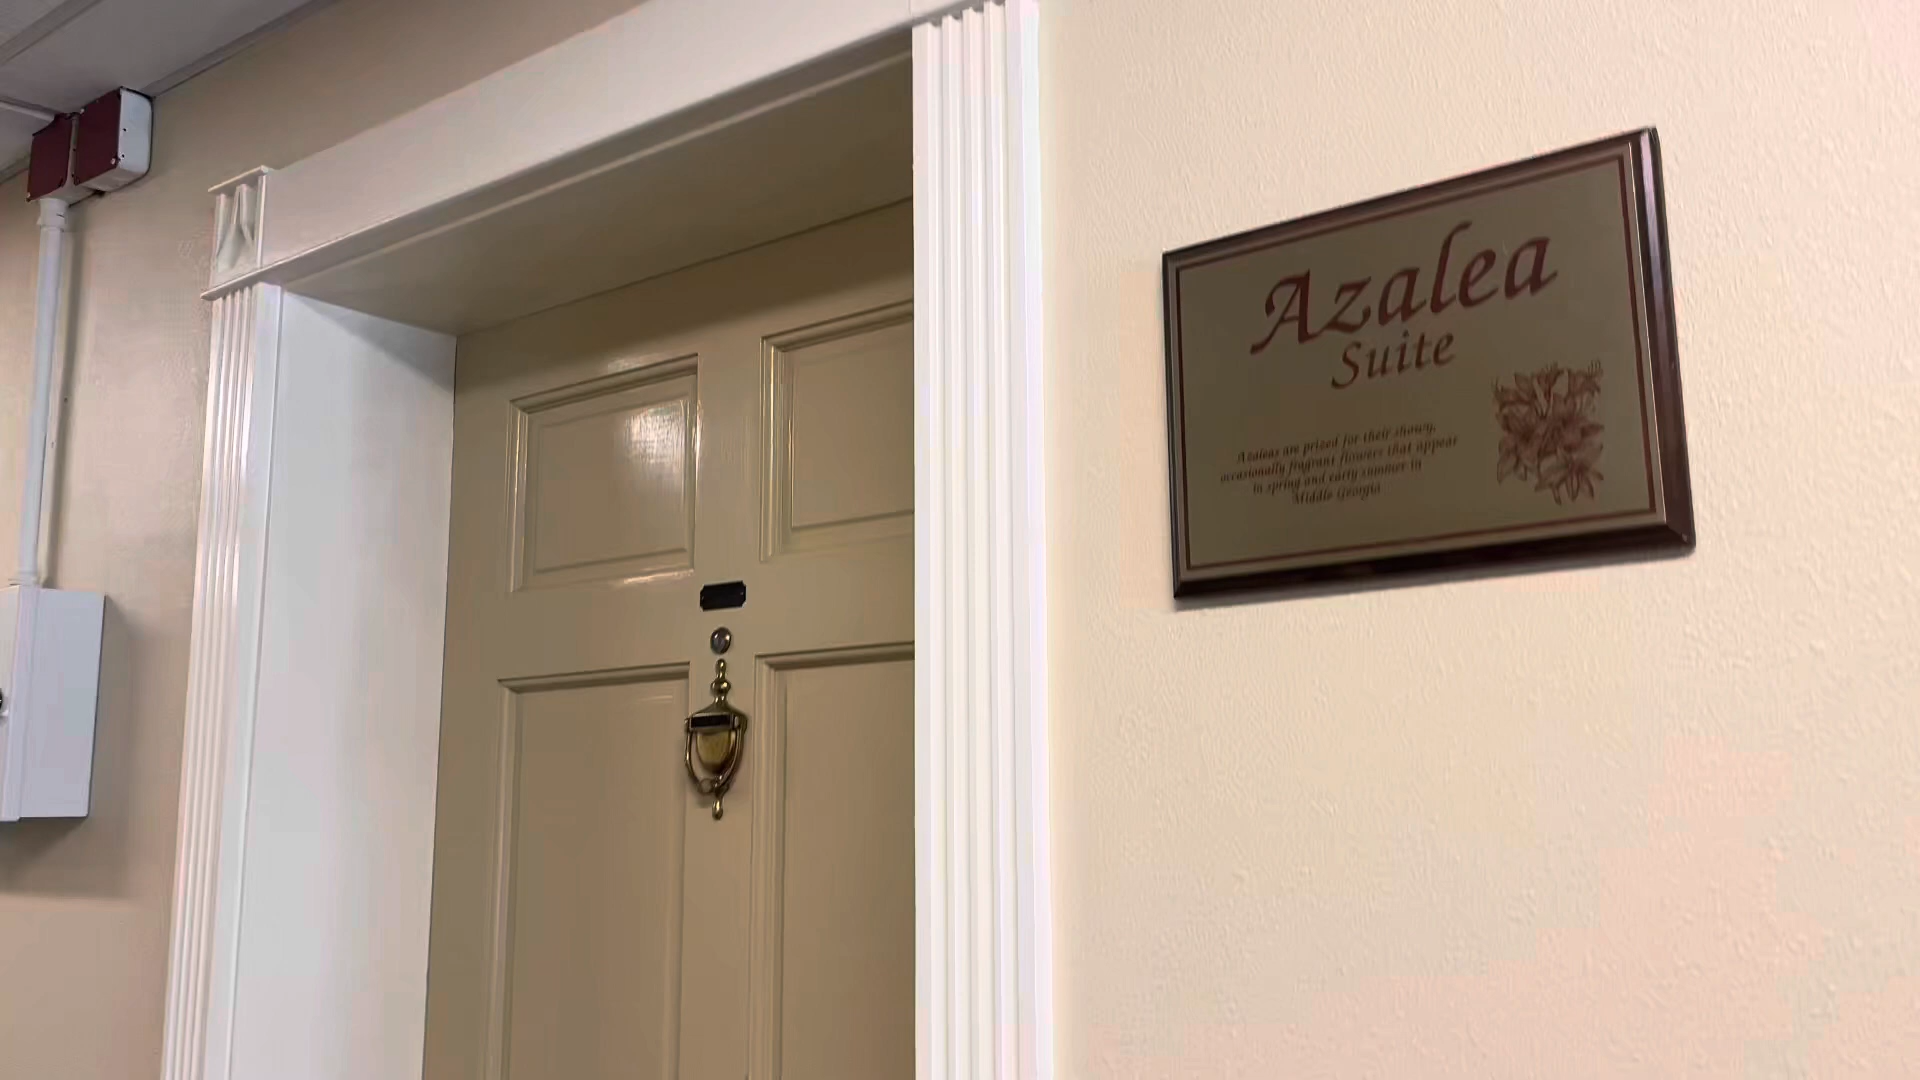 Azalea
Suite
Azaleas are prized for their showy,
occasionally fragrant flowers that appear
in spring and early summer in
Middle Georgia